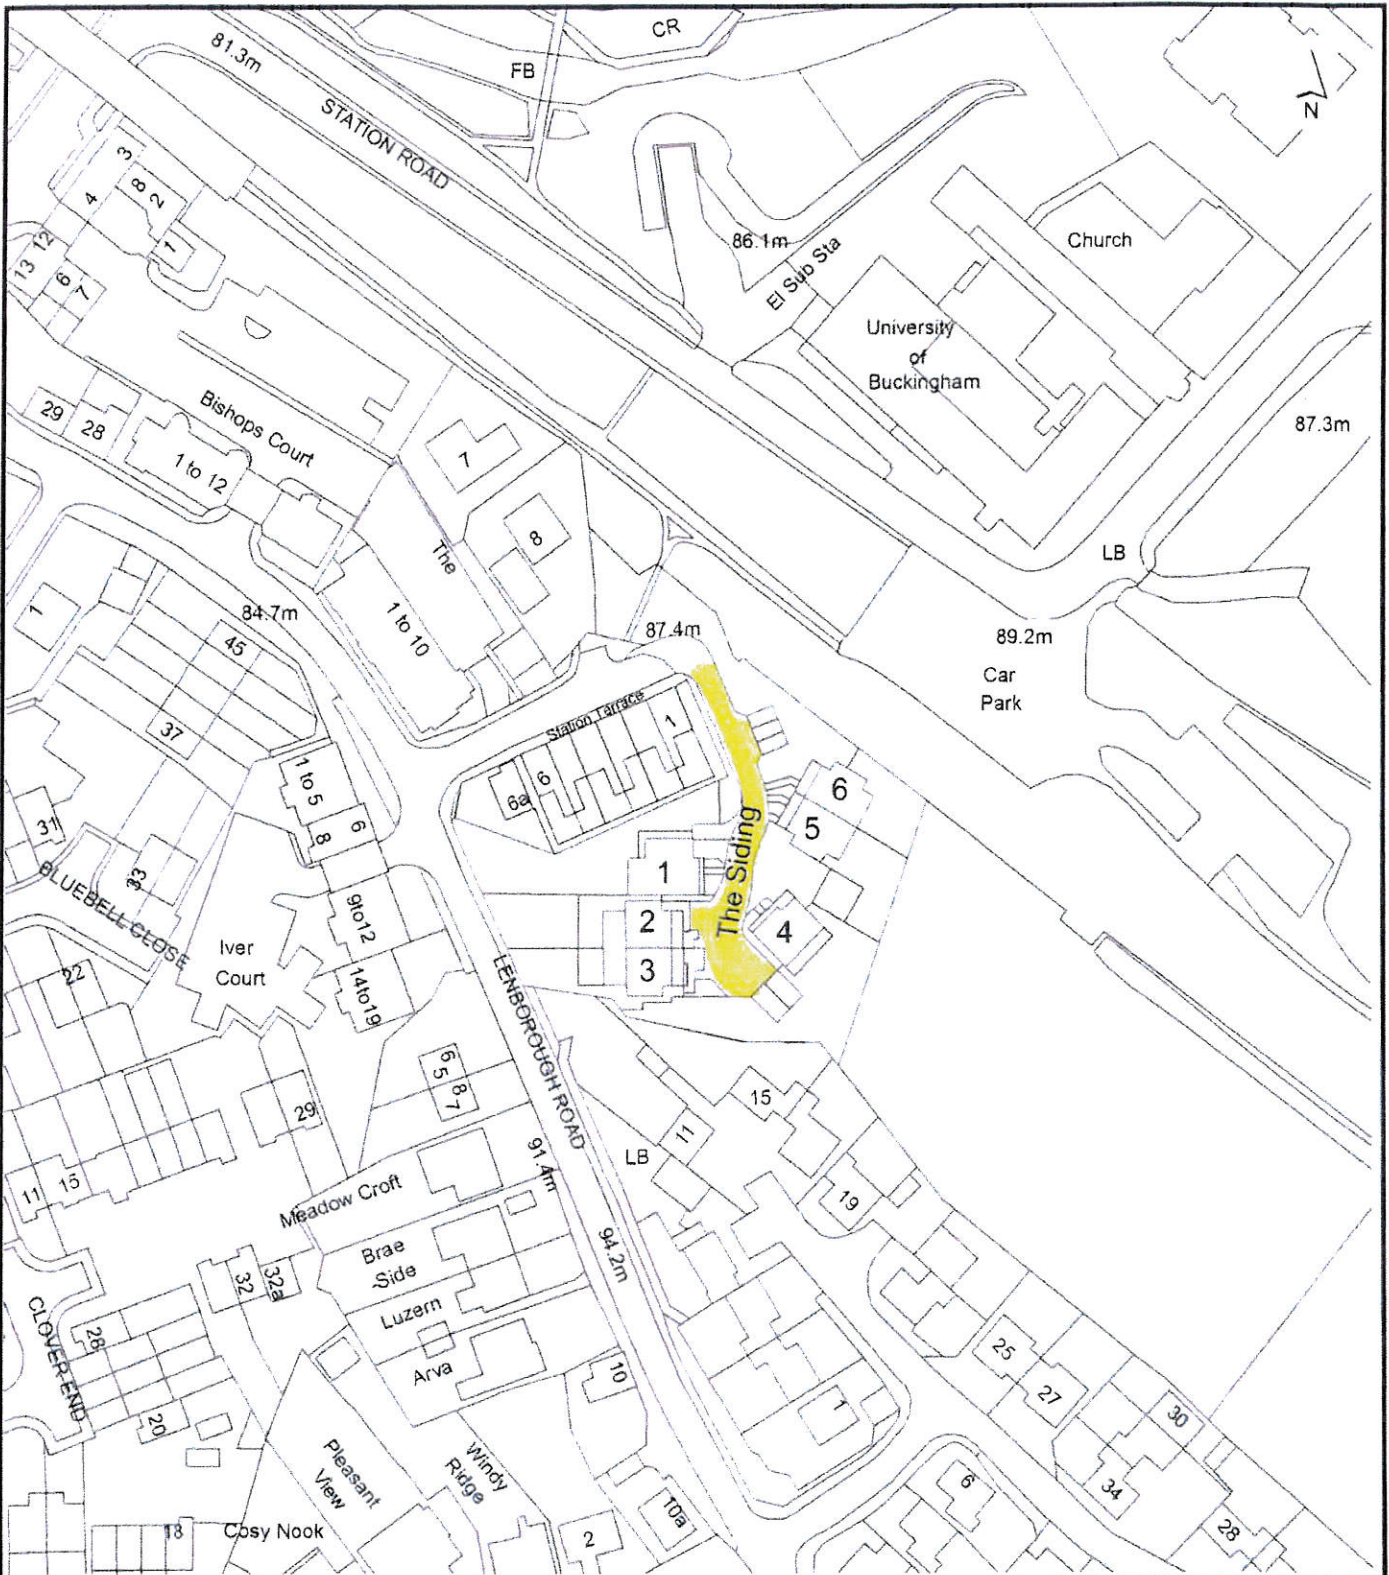 CR
81.3m
FB
N
STATION ROAD
3
8
2
4
1
12
13
6
7
86.1m
El Sub Sta
Church
University
of
Buckingham
87.3m
29
28
Bishops Court
1 to 12
7
8
The
LB
1
84.7m
1 to 10
45
37
87.4m
89.2m
Car
Park
Station Terrace
1
6
6a
1 to 5
6
8
6
5
The Siding
1
2
3
4
31
33
BLUEBELL CLOSE
9to12
Iver
Court
14to19
22
LENBOROUGH ROAD
6
5
8
7
29
15
11
LB
91.4m
11
15
19
Meadow Croft
94.2m
Brae
-Side
32
32a
Luzern
CLOVER END
28
Arva
10
25
27
1
30
20
Pleasant
View
Windy
Ridge
6
34
10a
18
Cosy Nook
2
28